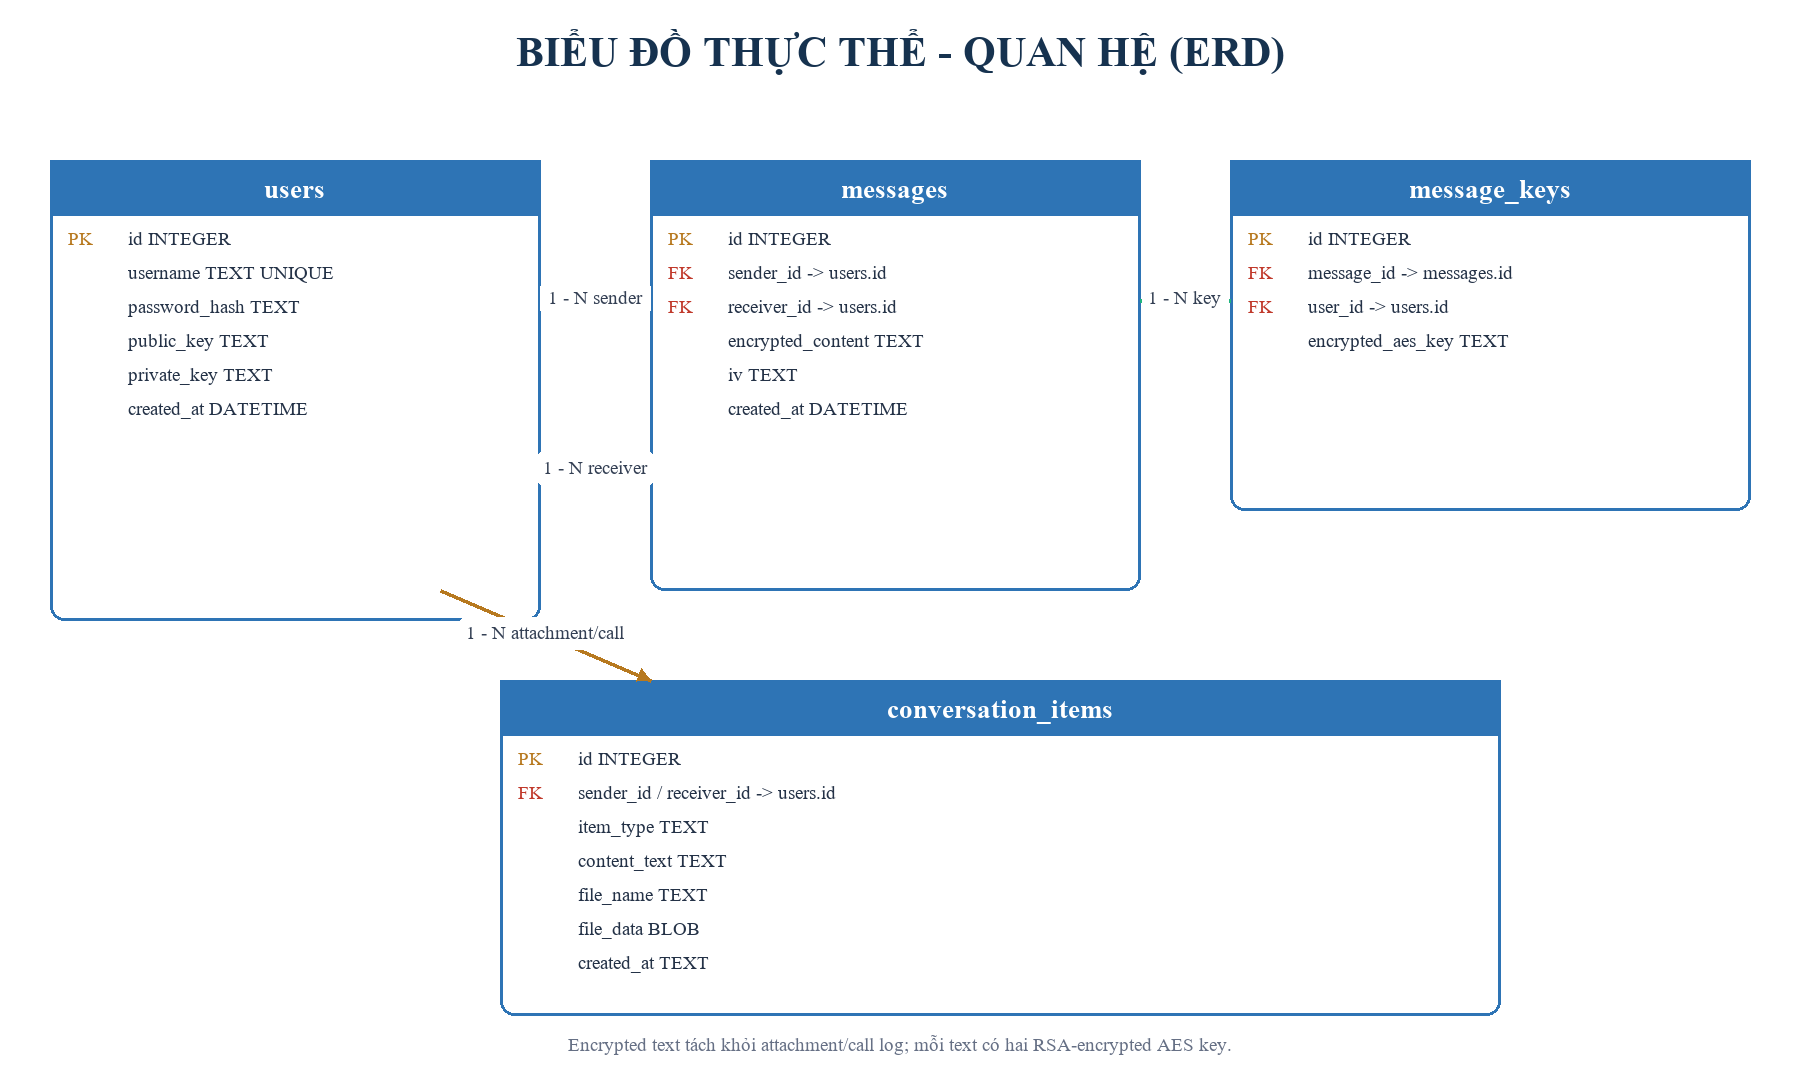 BIỂU ĐỒ THỰC THỂ - QUAN HỆ (ERD)
users
PK id INTEGER
username TEXT UNIQUE
password_hash TEXT
public_key TEXT
private_key TEXT
created_at DATETIME
1 - N sender
1 - N receiver
messages
PK id INTEGER
FK sender_id -> users.id
FK receiver_id -> users.id
encrypted_content TEXT
iv TEXT
created_at DATETIME
1 - N key
message_keys
PK id INTEGER
FK message_id -> messages.id
FK user_id -> users.id
encrypted_aes_key TEXT
1 - N attachment/call
conversation_items
PK id INTEGER
FK sender_id / receiver_id -> users.id
item_type TEXT
content_text TEXT
file_name TEXT
file_data BLOB
created_at TEXT
Encrypted text tách khỏi attachment/call log; mỗi text có hai RSA-encrypted AES key.